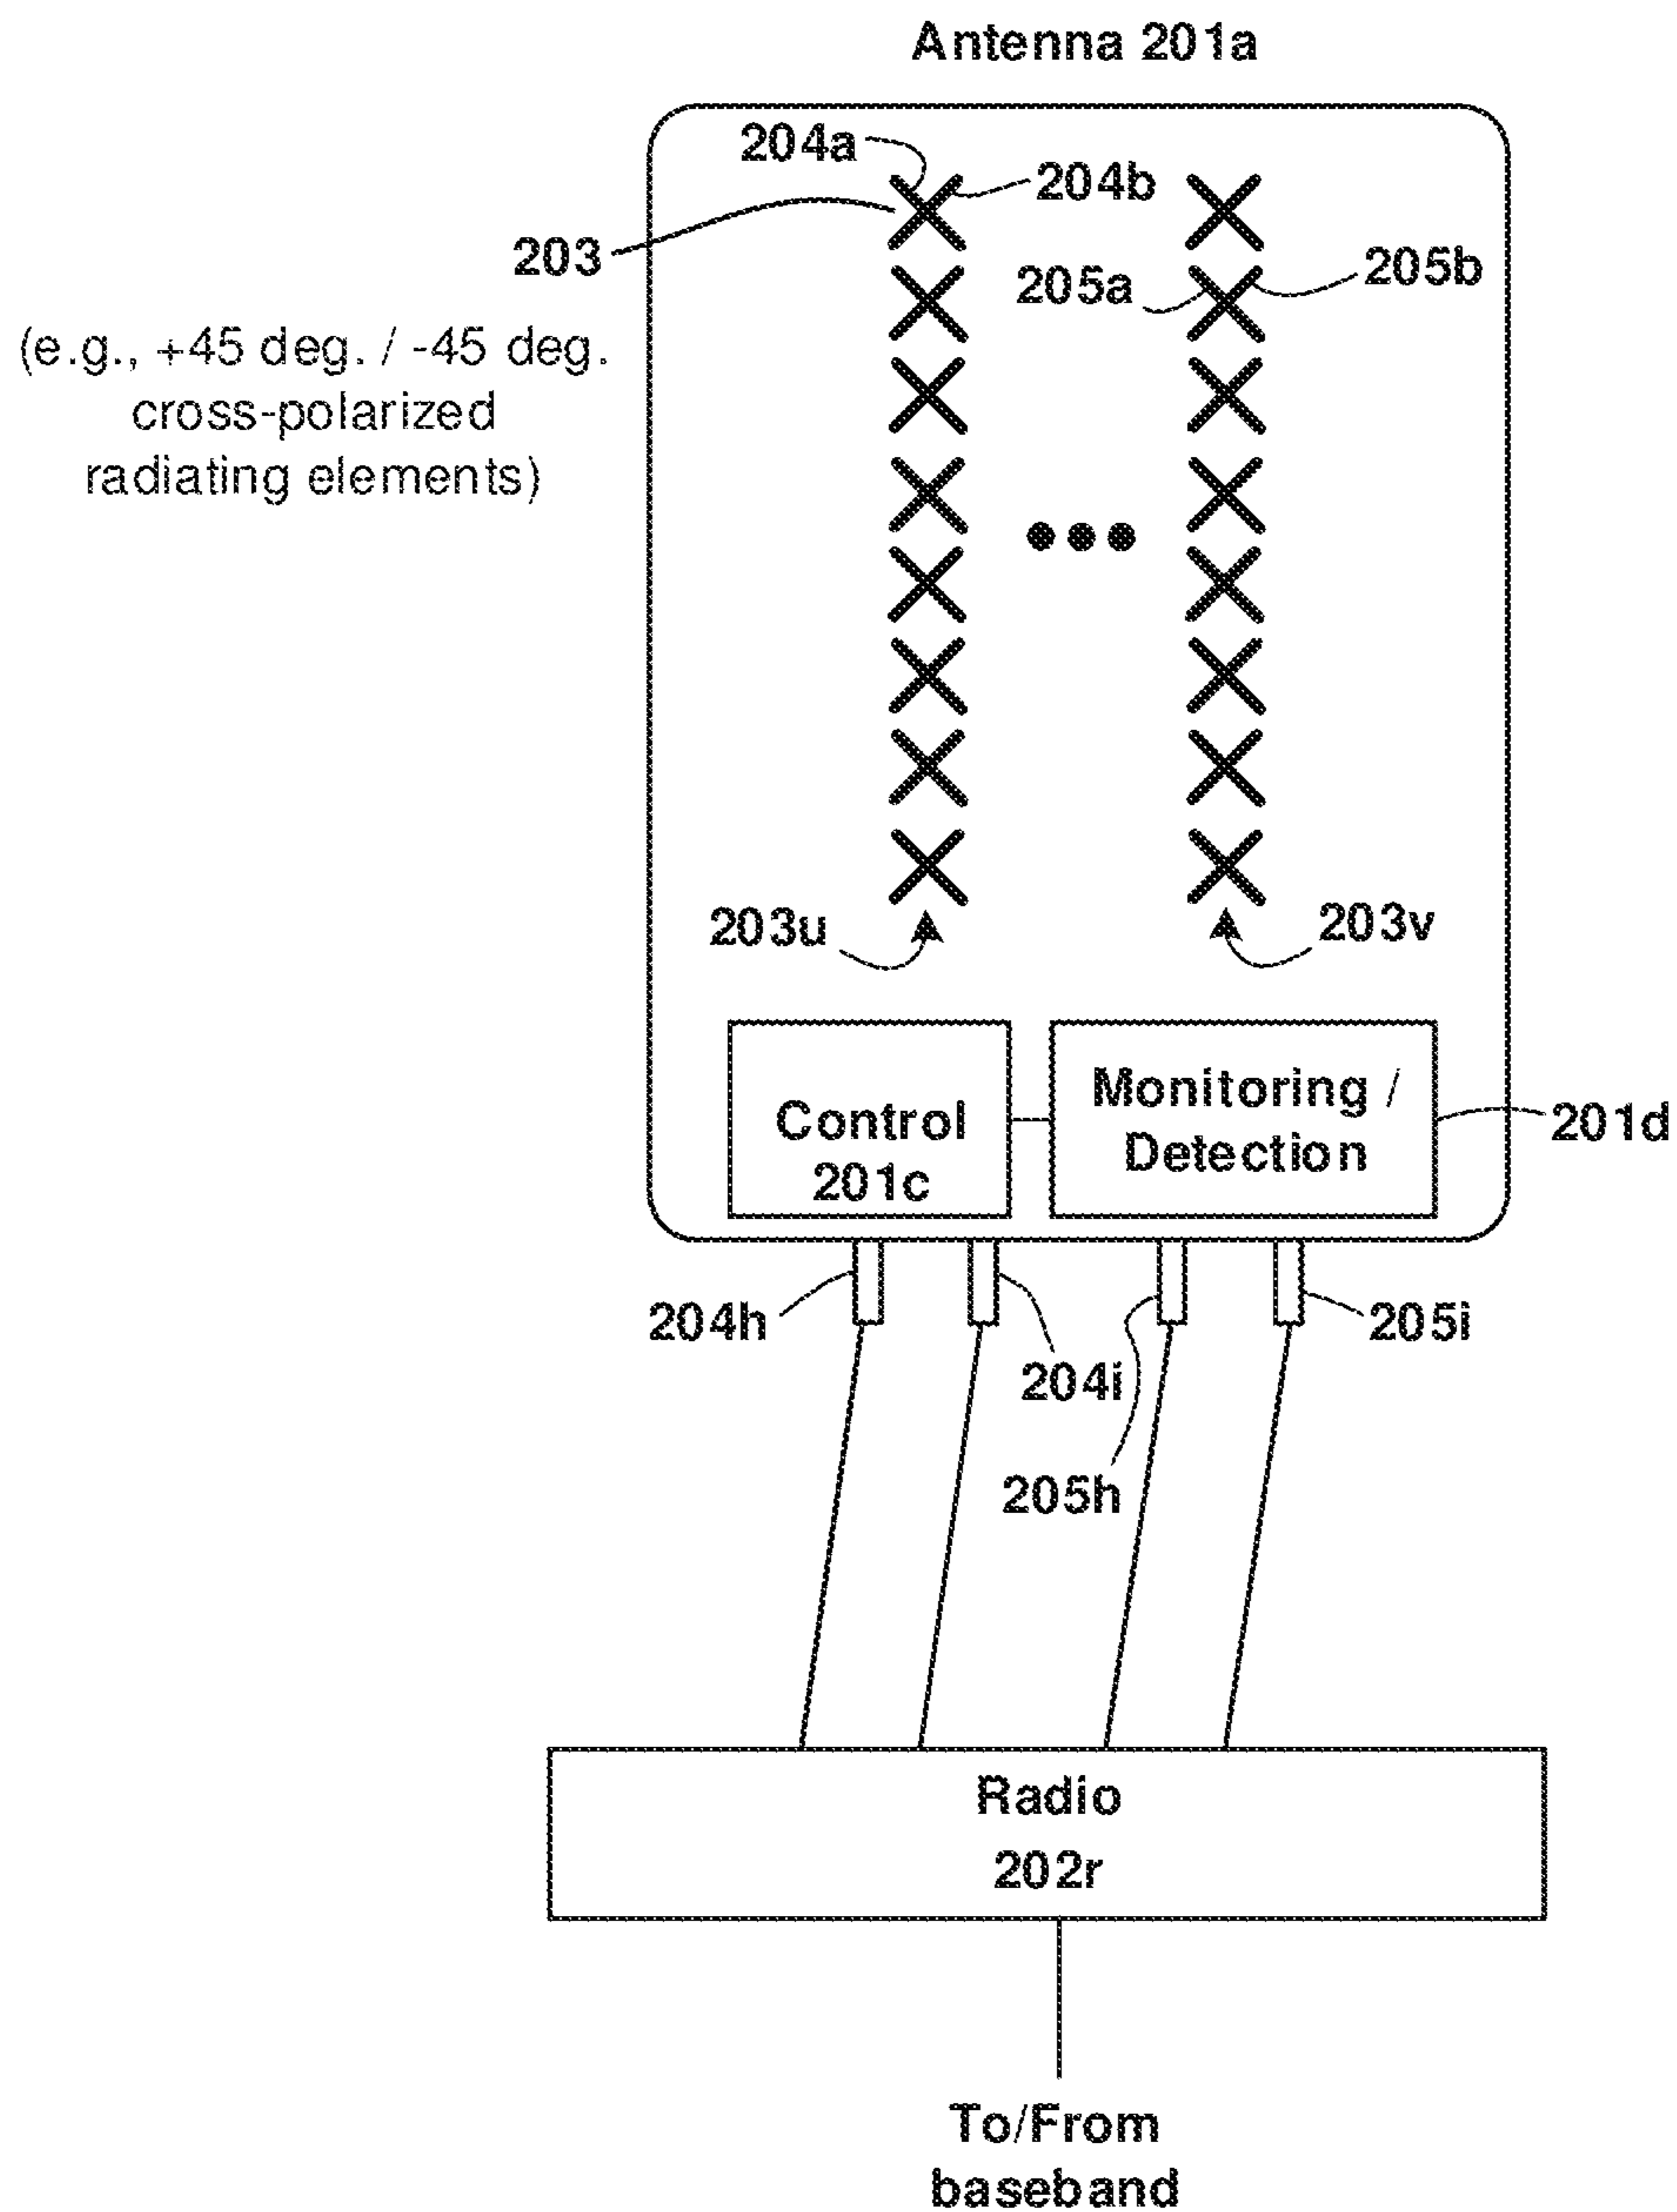 Antenna 201a
204a
204b
203
205a
205b
(e.g., +45 deg. / -45 deg.
cross-polarized
radiating elements)
203u
203v
Control
201c
Monitoring /
Detection
201d
204h
204i
205h
205i
Radio
202r
To/From
baseband